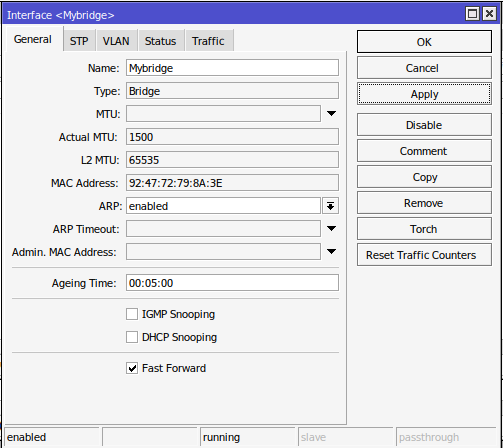 Interface <Mybridge>
General STP VLAN Status Traffic
Name: Mybridge
Type: Bridge
MTU:
Actual MTU: 1500
L2 MTU: 65535
MAC Address: 92:47:72:79:8A:3E
ARP: enabled
ARP Timeout:
Admin. MAC Address:
Ageing Time: 00:05:00
IGMP Snooping
DHCP Snooping
Fast Forward
OK
Cancel
Apply
Disable
Comment
Copy
Remove
Torch
Reset Traffic Counters
enabled running slave passthrough